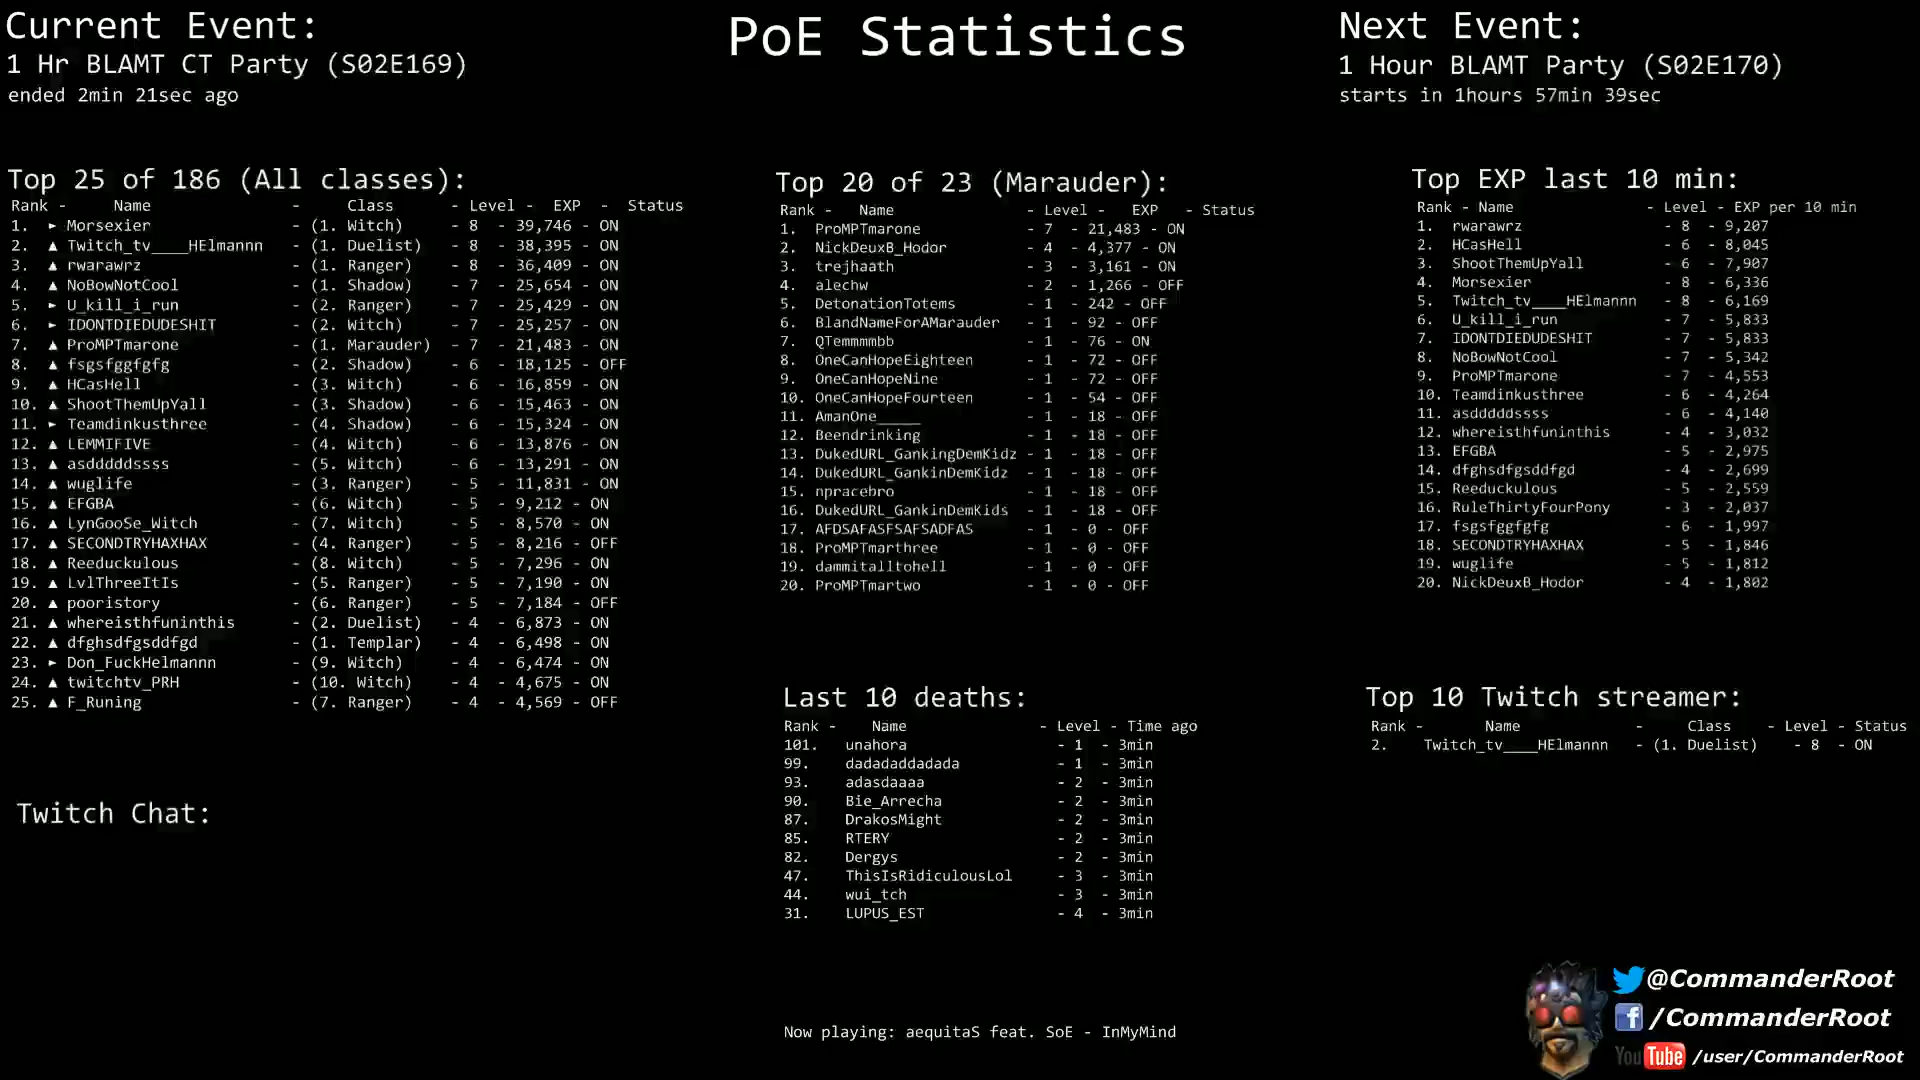 Current Event:
1 Hr BLAMT CT Party (S02E169)
ended 2min 21sec ago
PoE Statistics
Next Event:
1 Hour BLAMT Party (S02E170)
starts in 1hours 57min 39sec
Top 25 of 186 (All classes):
Rank - Name - Class - Level - EXP - Status
1. ► Morsexier - (1. Witch) - 8 - 39,746 - ON
2. ▲ Twitch_tv____HElmannn - (1. Duelist) - 8 - 38,395 - ON
3. ▲ rwarawrz - (1. Ranger) - 8 - 36,409 - ON
4. ▲ NoBowNotCool - (1. Shadow) - 7 - 25,654 - ON
5. ► U_kill_i_run - (2. Ranger) - 7 - 25,429 - ON
6. ► IDONTDIEDUDESHIT - (2. Witch) - 7 - 25,257 - ON
7. ▲ ProMPTmarone - (1. Marauder) - 7 - 21,483 - ON
8. ▲ fsgsfggfgfg - (2. Shadow) - 6 - 18,125 - OFF
9. ▲ HCasHell - (3. Witch) - 6 - 16,859 - ON
10. ▲ ShootThemUpYall - (3. Shadow) - 6 - 15,463 - ON
11. ► Teamdinkusthree - (4. Shadow) - 6 - 15,324 - ON
12. ▲ LEMMIFIVE - (4. Witch) - 6 - 13,876 - ON
13. ▲ asdddddssss - (5. Witch) - 6 - 13,291 - ON
14. ▲ wuglife - (3. Ranger) - 5 - 11,831 - ON
15. ▲ EFGBA - (6. Witch) - 5 - 9,212 - ON
16. ▲ LynGooSe_Witch - (7. Witch) - 5 - 8,570 - ON
17. ▲ SECONDTRYHAXHAX - (4. Ranger) - 5 - 8,216 - OFF
18. ▲ Reeduckulous - (8. Witch) - 5 - 7,296 - ON
19. ▲ LvlThreeItIs - (5. Ranger) - 5 - 7,190 - ON
20. ▲ pooristory - (6. Ranger) - 5 - 7,184 - OFF
21. ▲ whereisthfuninthis - (2. Duelist) - 4 - 6,873 - ON
22. ▲ dfghsdfgsddfgd - (1. Templar) - 4 - 6,498 - ON
23. ► Don_FuckHelmannn - (9. Witch) - 4 - 6,474 - ON
24. ▲ twitchtv_PRH - (10. Witch) - 4 - 4,675 - ON
25. ▲ F_Runing - (7. Ranger) - 4 - 4,569 - OFF
Top 20 of 23 (Marauder):
Rank - Name - Level - EXP - Status
1. ProMPTmarone - 7 - 21,483 - ON
2. NickDeuxB_Hodor - 4 - 4,377 - ON
3. trejhaath - 3 - 3,161 - ON
4. alechw - 2 - 1,266 - OFF
5. DetonationTotems - 1 - 242 - OFF
6. BlandNameForAMarauder - 1 - 92 - OFF
7. QTemmmmbb - 1 - 76 - ON
8. OneCanHopeEighteen - 1 - 72 - OFF
9. OneCanHopeNine - 1 - 72 - OFF
10. OneCanHopeFourteen - 1 - 54 - OFF
11. AmanOne_____ - 1 - 18 - OFF
12. Beendrinking - 1 - 18 - OFF
13. DukedURL_GankingDemKidz - 1 - 18 - OFF
14. DukedURL_GankinDemKidz - 1 - 18 - OFF
15. npracebro - 1 - 18 - OFF
16. DukedURL_GankinDemKids - 1 - 18 - OFF
17. AFDSAFASFSAFSADFAS - 1 - 0 - OFF
18. ProMPTmarthree - 1 - 0 - OFF
19. dammitalltohell - 1 - 0 - OFF
20. ProMPTmartwo - 1 - 0 - OFF
Top EXP last 10 min:
Rank - Name - Level - EXP per 10 min
1. rwarawrz - 8 - 9,207
2. HCasHell - 6 - 8,045
3. ShootThemUpYall - 6 - 7,907
4. Morsexier - 8 - 6,336
5. Twitch_tv____HElmannn - 8 - 6,169
6. U_kill_i_run - 7 - 5,833
7. IDONTDIEDUDESHIT - 7 - 5,833
8. NoBowNotCool - 7 - 5,342
9. ProMPTmarone - 7 - 4,553
10. Teamdinkusthree - 6 - 4,264
11. asdddddssss - 6 - 4,140
12. whereisthfuninthis - 4 - 3,032
13. EFGBA - 5 - 2,975
14. dfghsdfgsddfgd - 4 - 2,699
15. Reeduckulous - 5 - 2,559
16. RuleThirtyFourPony - 3 - 2,037
17. fsgsfggfgfg - 6 - 1,997
18. SECONDTRYHAXHAX - 5 - 1,846
19. wuglife - 5 - 1,812
20. NickDeuxB_Hodor - 4 - 1,802
Last 10 deaths:
Rank - Name - Level - Time ago
101. unahora - 1 - 3min
99. dadadaddadada - 1 - 3min
93. adasdaaaa - 2 - 3min
90. Bie_Arrecha - 2 - 3min
87. DrakosMight - 2 - 3min
85. RTERY - 2 - 3min
82. Dergys - 2 - 3min
47. ThisIsRidiculousLol - 3 - 3min
44. wui_tch - 3 - 3min
31. LUPUS_EST - 4 - 3min
Top 10 Twitch streamer:
Rank - Name - Class - Level - Status
2. Twitch_tv____HElmannn - (1. Duelist) - 8 - ON
Twitch Chat:
Now playing: aequitaS feat. SoE - InMyMind
@CommanderRoot
f /CommanderRoot
YouTube /user/CommanderRoot